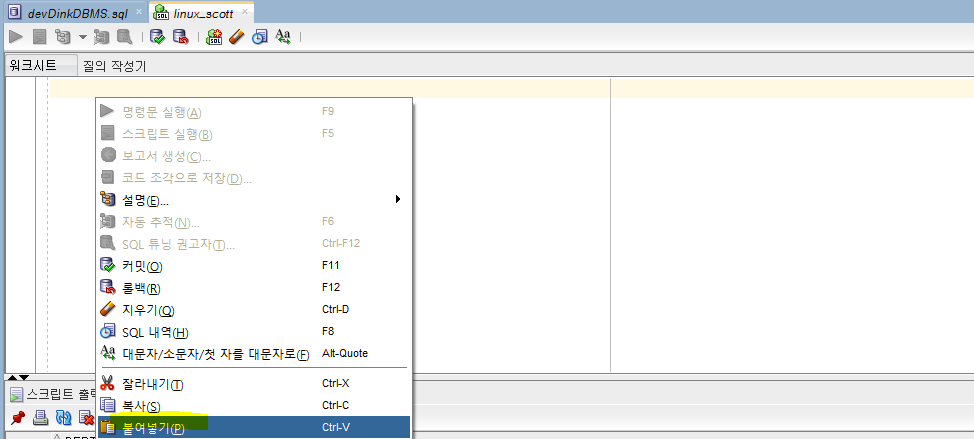 devDinkDBMS.sql × linux_scott ×
워크시트 질의 작성기
명령문 실행(A) F9
스크립트 실행(B) F5
보고서 생성(C)...
코드 조각으로 저장(D)...
설명(E)...
자동 추적(N)... F6
SQL 튜닝 권고자(T)... Ctrl-F12
커밋(O) F11
롤백(R) F12
지우기(Q) Ctrl-D
SQL 내역(H) F8
대문자/소문자/첫 자를 대문자로(F) Alt-Quote
잘라내기(T) Ctrl-X
스크립트 출력
복사(S) Ctrl-C
붙여넣기(P) Ctrl-V